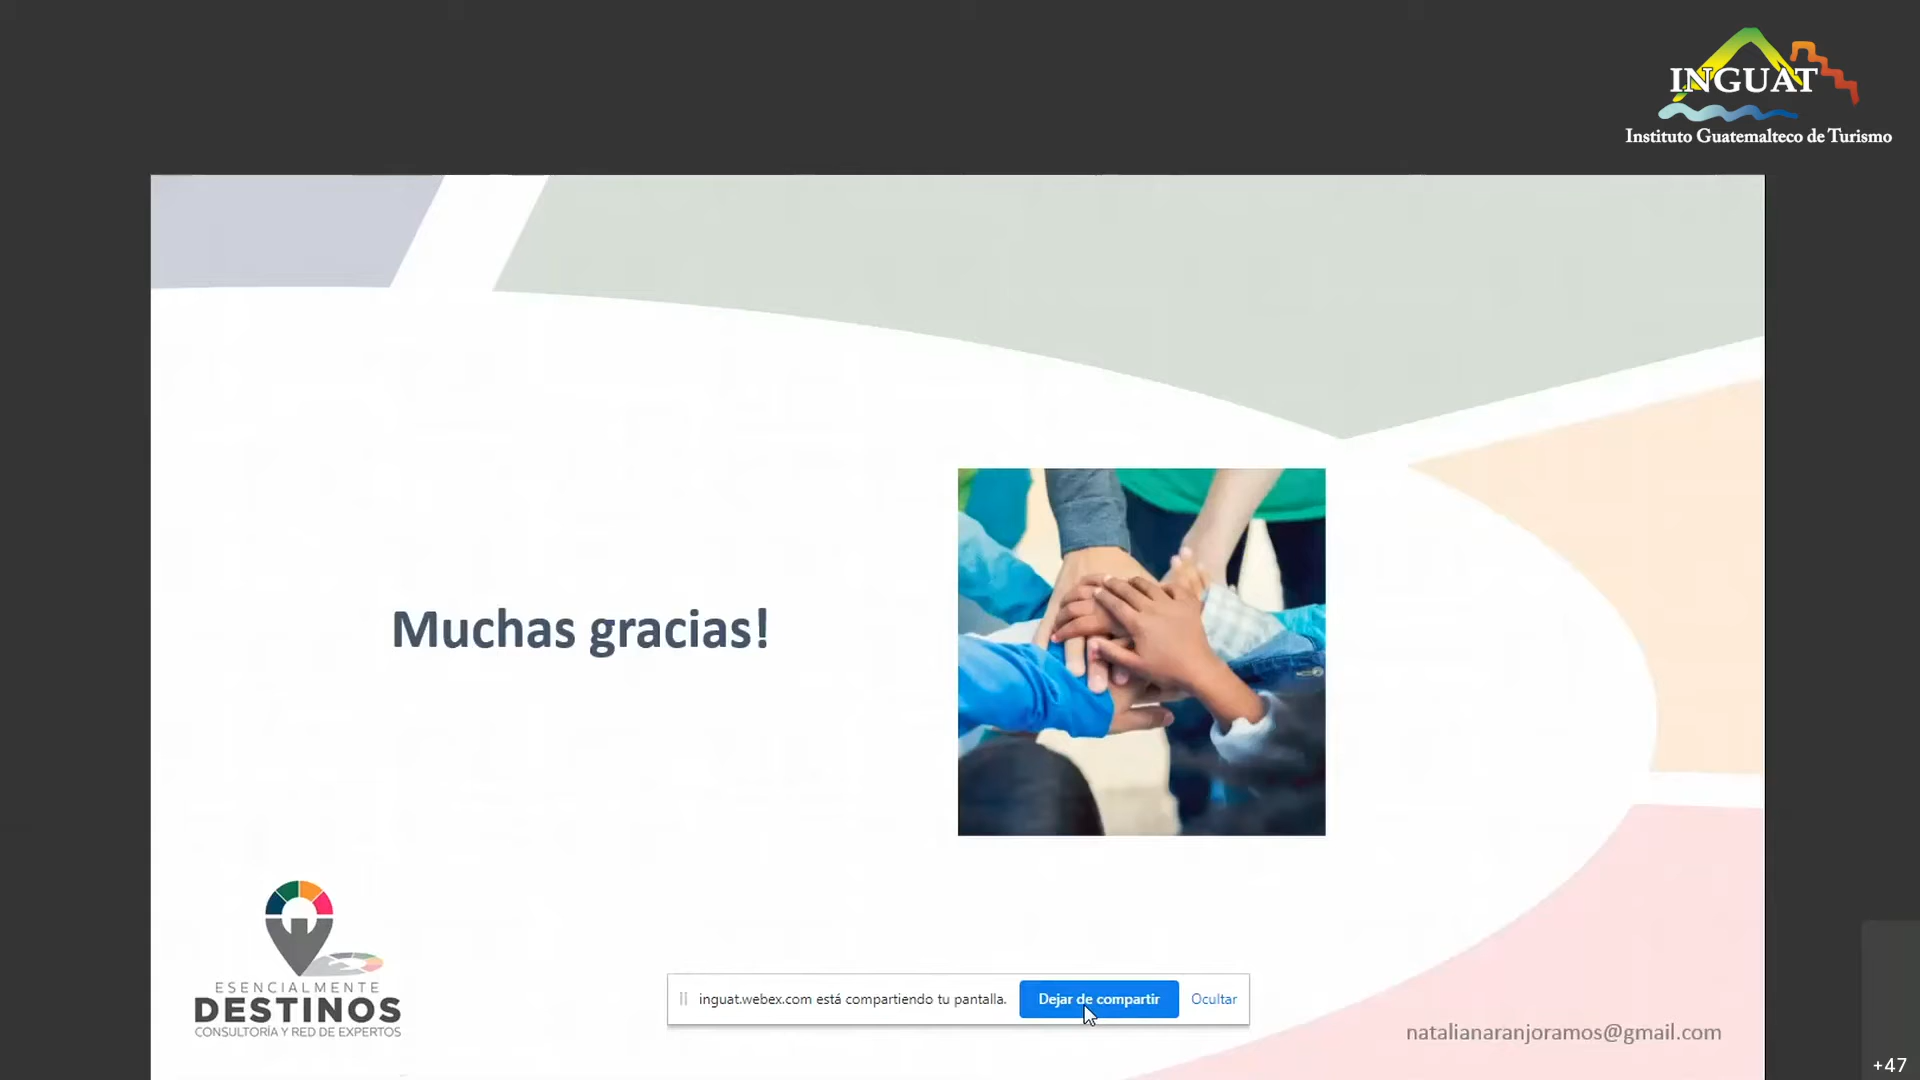 INGUAT
Instituto Guatemalteco de Turismo
Muchas gracias!
ESENCIALMENTE
DESTINOS
CONSULTORÍA Y RED DE EXPERTOS
inguat.webex.com está compartiendo tu pantalla.
Dejar de compartir
Ocultar
natalianaranjoramos@gmail.com
+47